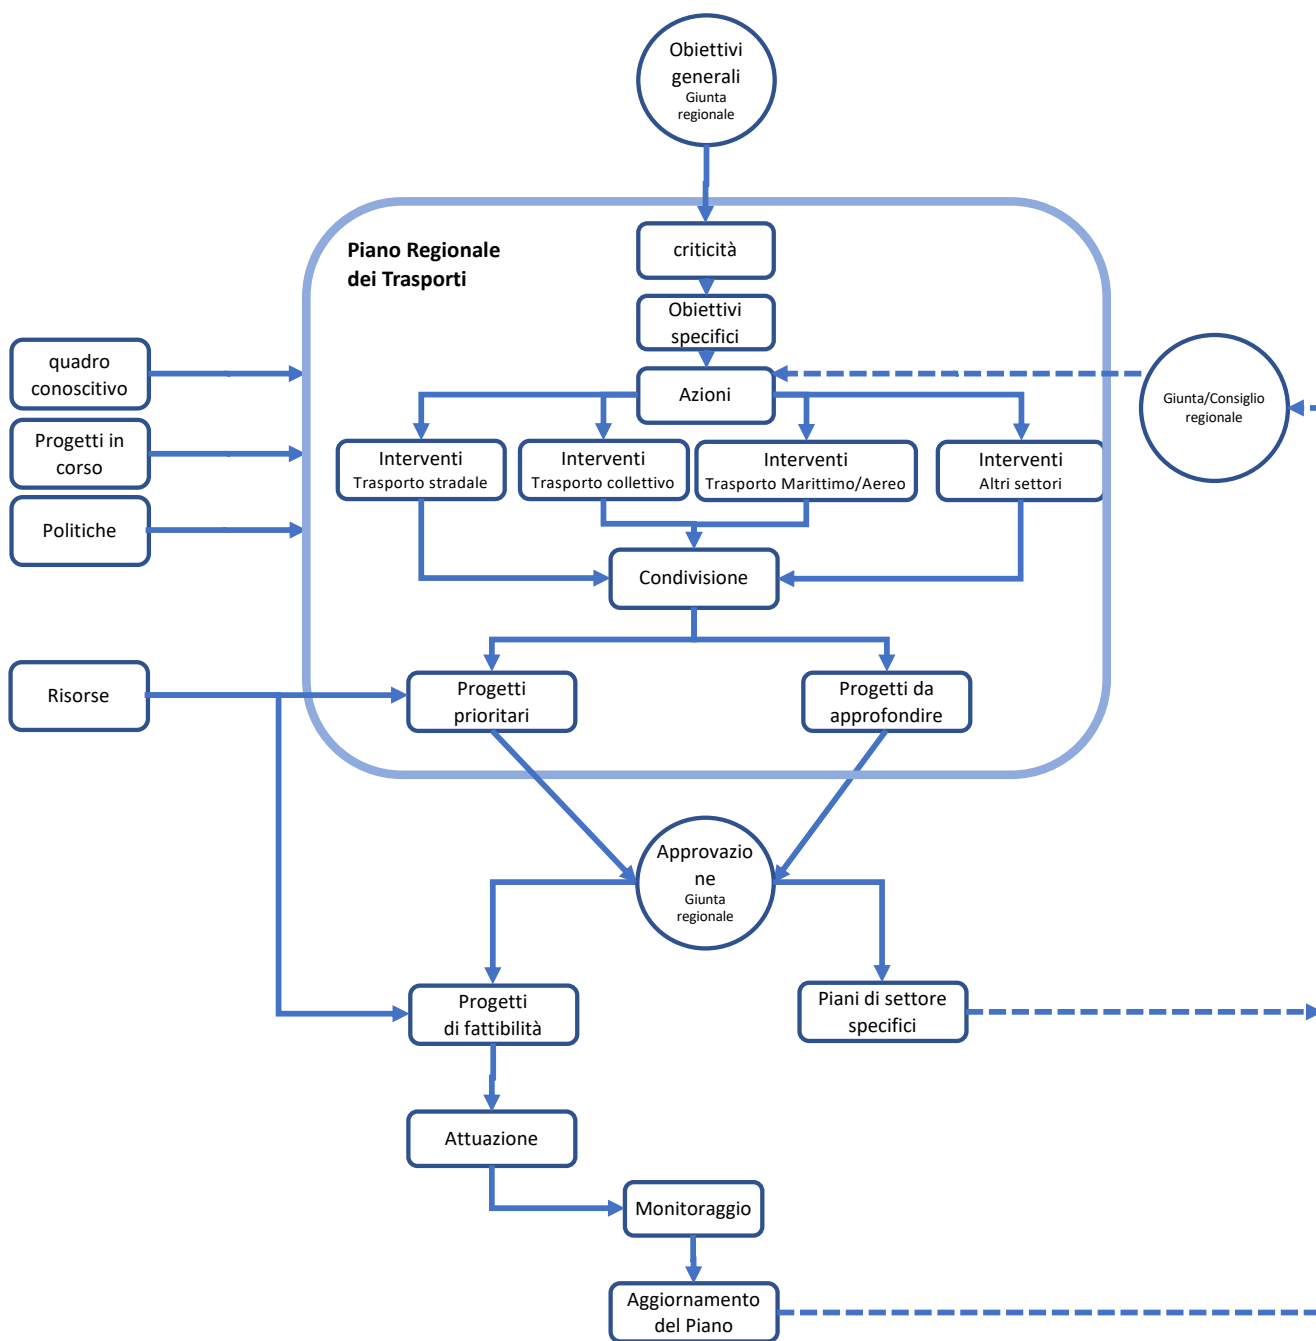 Obiettivi
generali
Giunta
regionale
Piano Regionale
dei Trasporti
criticità
Obiettivi
specifici
quadro
conoscitivo
Azioni
Giunta/Consiglio
regionale
Progetti in
corso
Interventi
Trasporto stradale
Interventi
Trasporto collettivo
Interventi
Trasporto Marittimo/Aereo
Interventi
Altri settori
Politiche
Condivisione
Risorse
Progetti
prioritari
Progetti da
approfondire
Approvazio
ne
Giunta
regionale
Progetti
di fattibilità
Piani di settore
specifici
Attuazione
Monitoraggio
Aggiornamento
del Piano